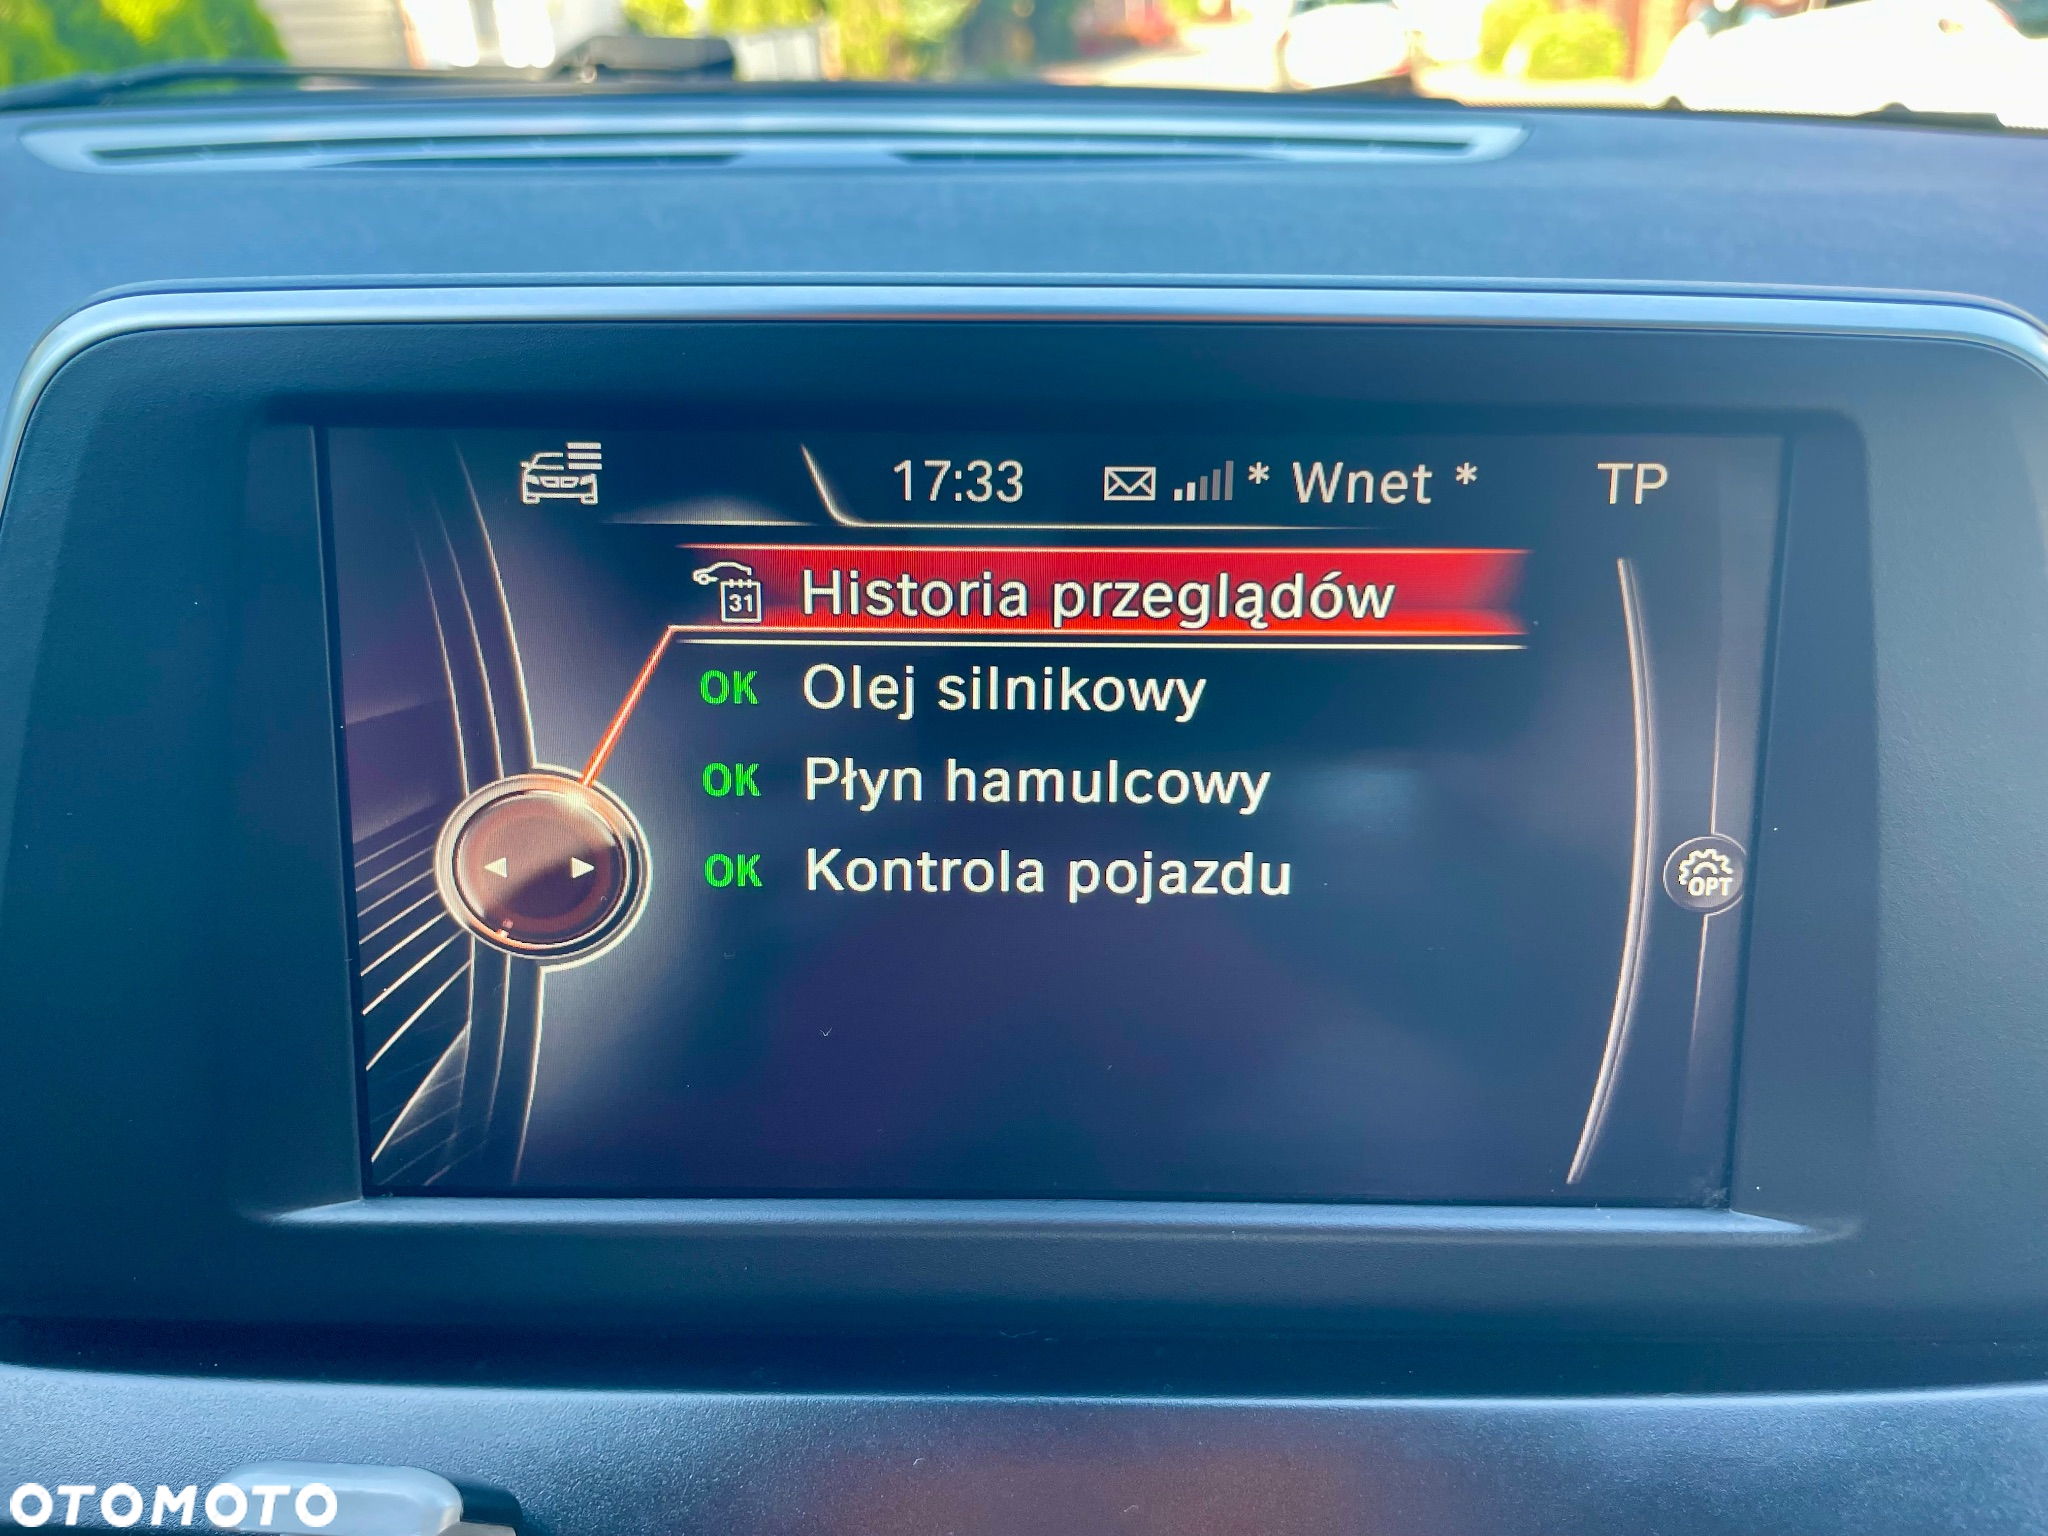 17:33 * Wnet * TP
31 Historia przeglądów
OK Olej silnikowy
OK Płyn hamulcowy
OK Kontrola pojazdu
OPT
OTOMOTO